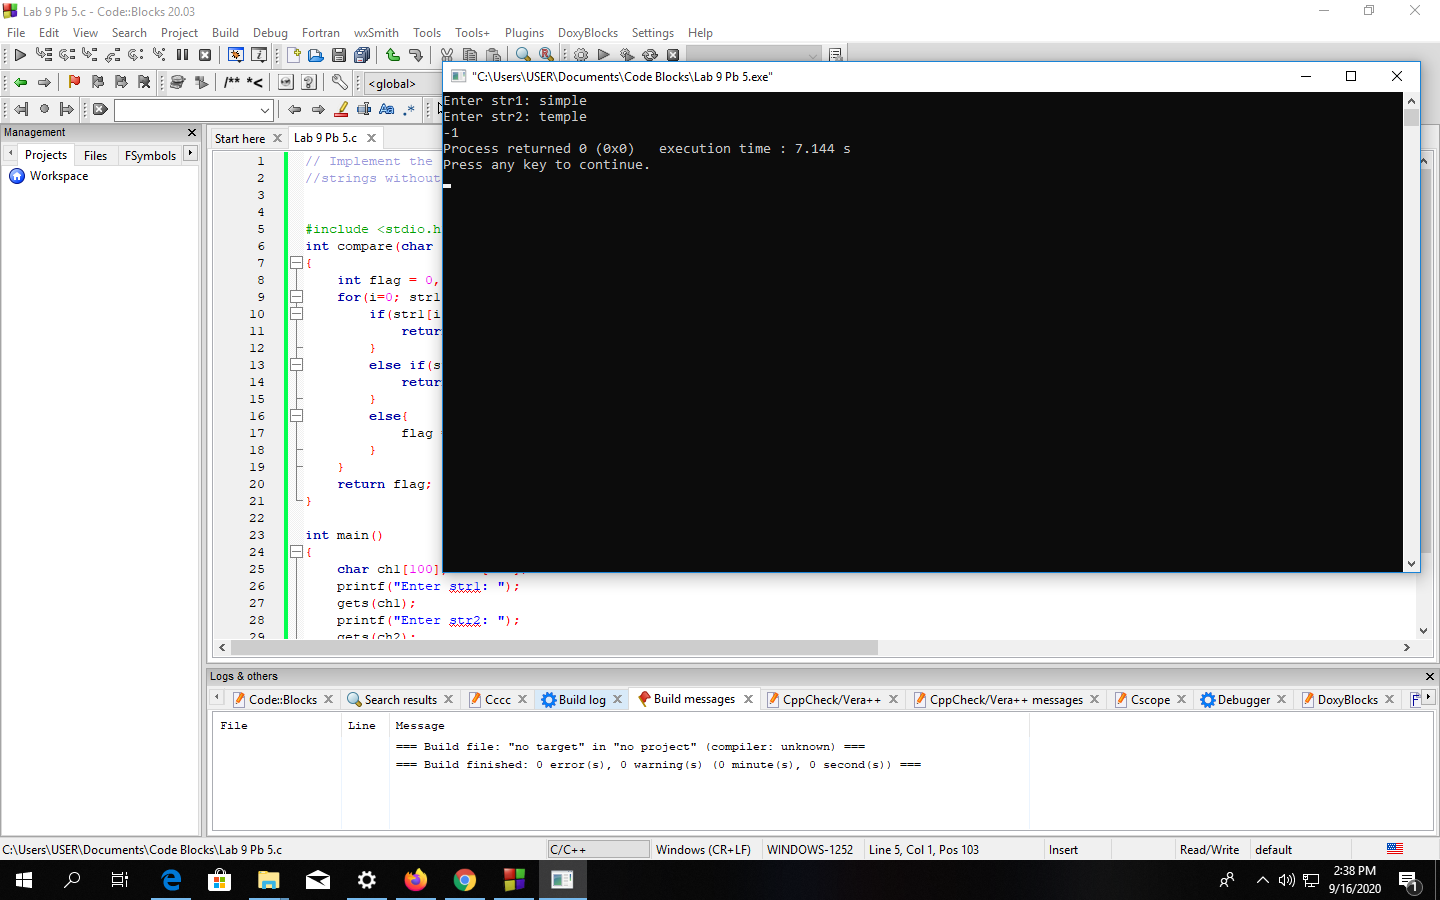 Lab 9 Pb 5.c - Code::Blocks 20.03
File Edit View Search Project Build Debug Fortran wxSmith Tools Tools+ Plugins DoxyBlocks Settings Help
/** *<
<global>
Aa .*
"C:\Users\USER\Documents\Code Blocks\Lab 9 Pb 5.exe"
Enter str1: simple
Enter str2: temple
-1
Process returned 0 (0x0)   execution time : 7.144 s
Press any key to continue.
Management
Projects Files FSymbols
Workspace
Start here Lab 9 Pb 5.c
1 // Implement the
2 //strings without
3
4
5 #include <stdio.h
6 int compare(char
7 {
8 int flag = 0,
9 for(i=0; str1
10 if(str1[i
11 retur
12 }
13 else if(s
14 retur
15 }
16 else{
17 flag
18 }
19 }
20 return flag;
21 }
22
23 int main()
24 {
25 char ch1[100]
26 printf("Enter str1: ");
27 gets(ch1);
28 printf("Enter str2: ");
29 gets(ch2);
Logs & others
Code::Blocks Search results Cccc Build log Build messages CppCheck/Vera++ CppCheck/Vera++ messages Cscope Debugger DoxyBlocks F
File Line Message
=== Build file: "no target" in "no project" (compiler: unknown) ===
=== Build finished: 0 error(s), 0 warning(s) (0 minute(s), 0 second(s)) ===
C:\Users\USER\Documents\Code Blocks\Lab 9 Pb 5.c C/C++ Windows (CR+LF) WINDOWS-1252 Line 5, Col 1, Pos 103 Insert Read/Write default
2:38 PM
9/16/2020
1